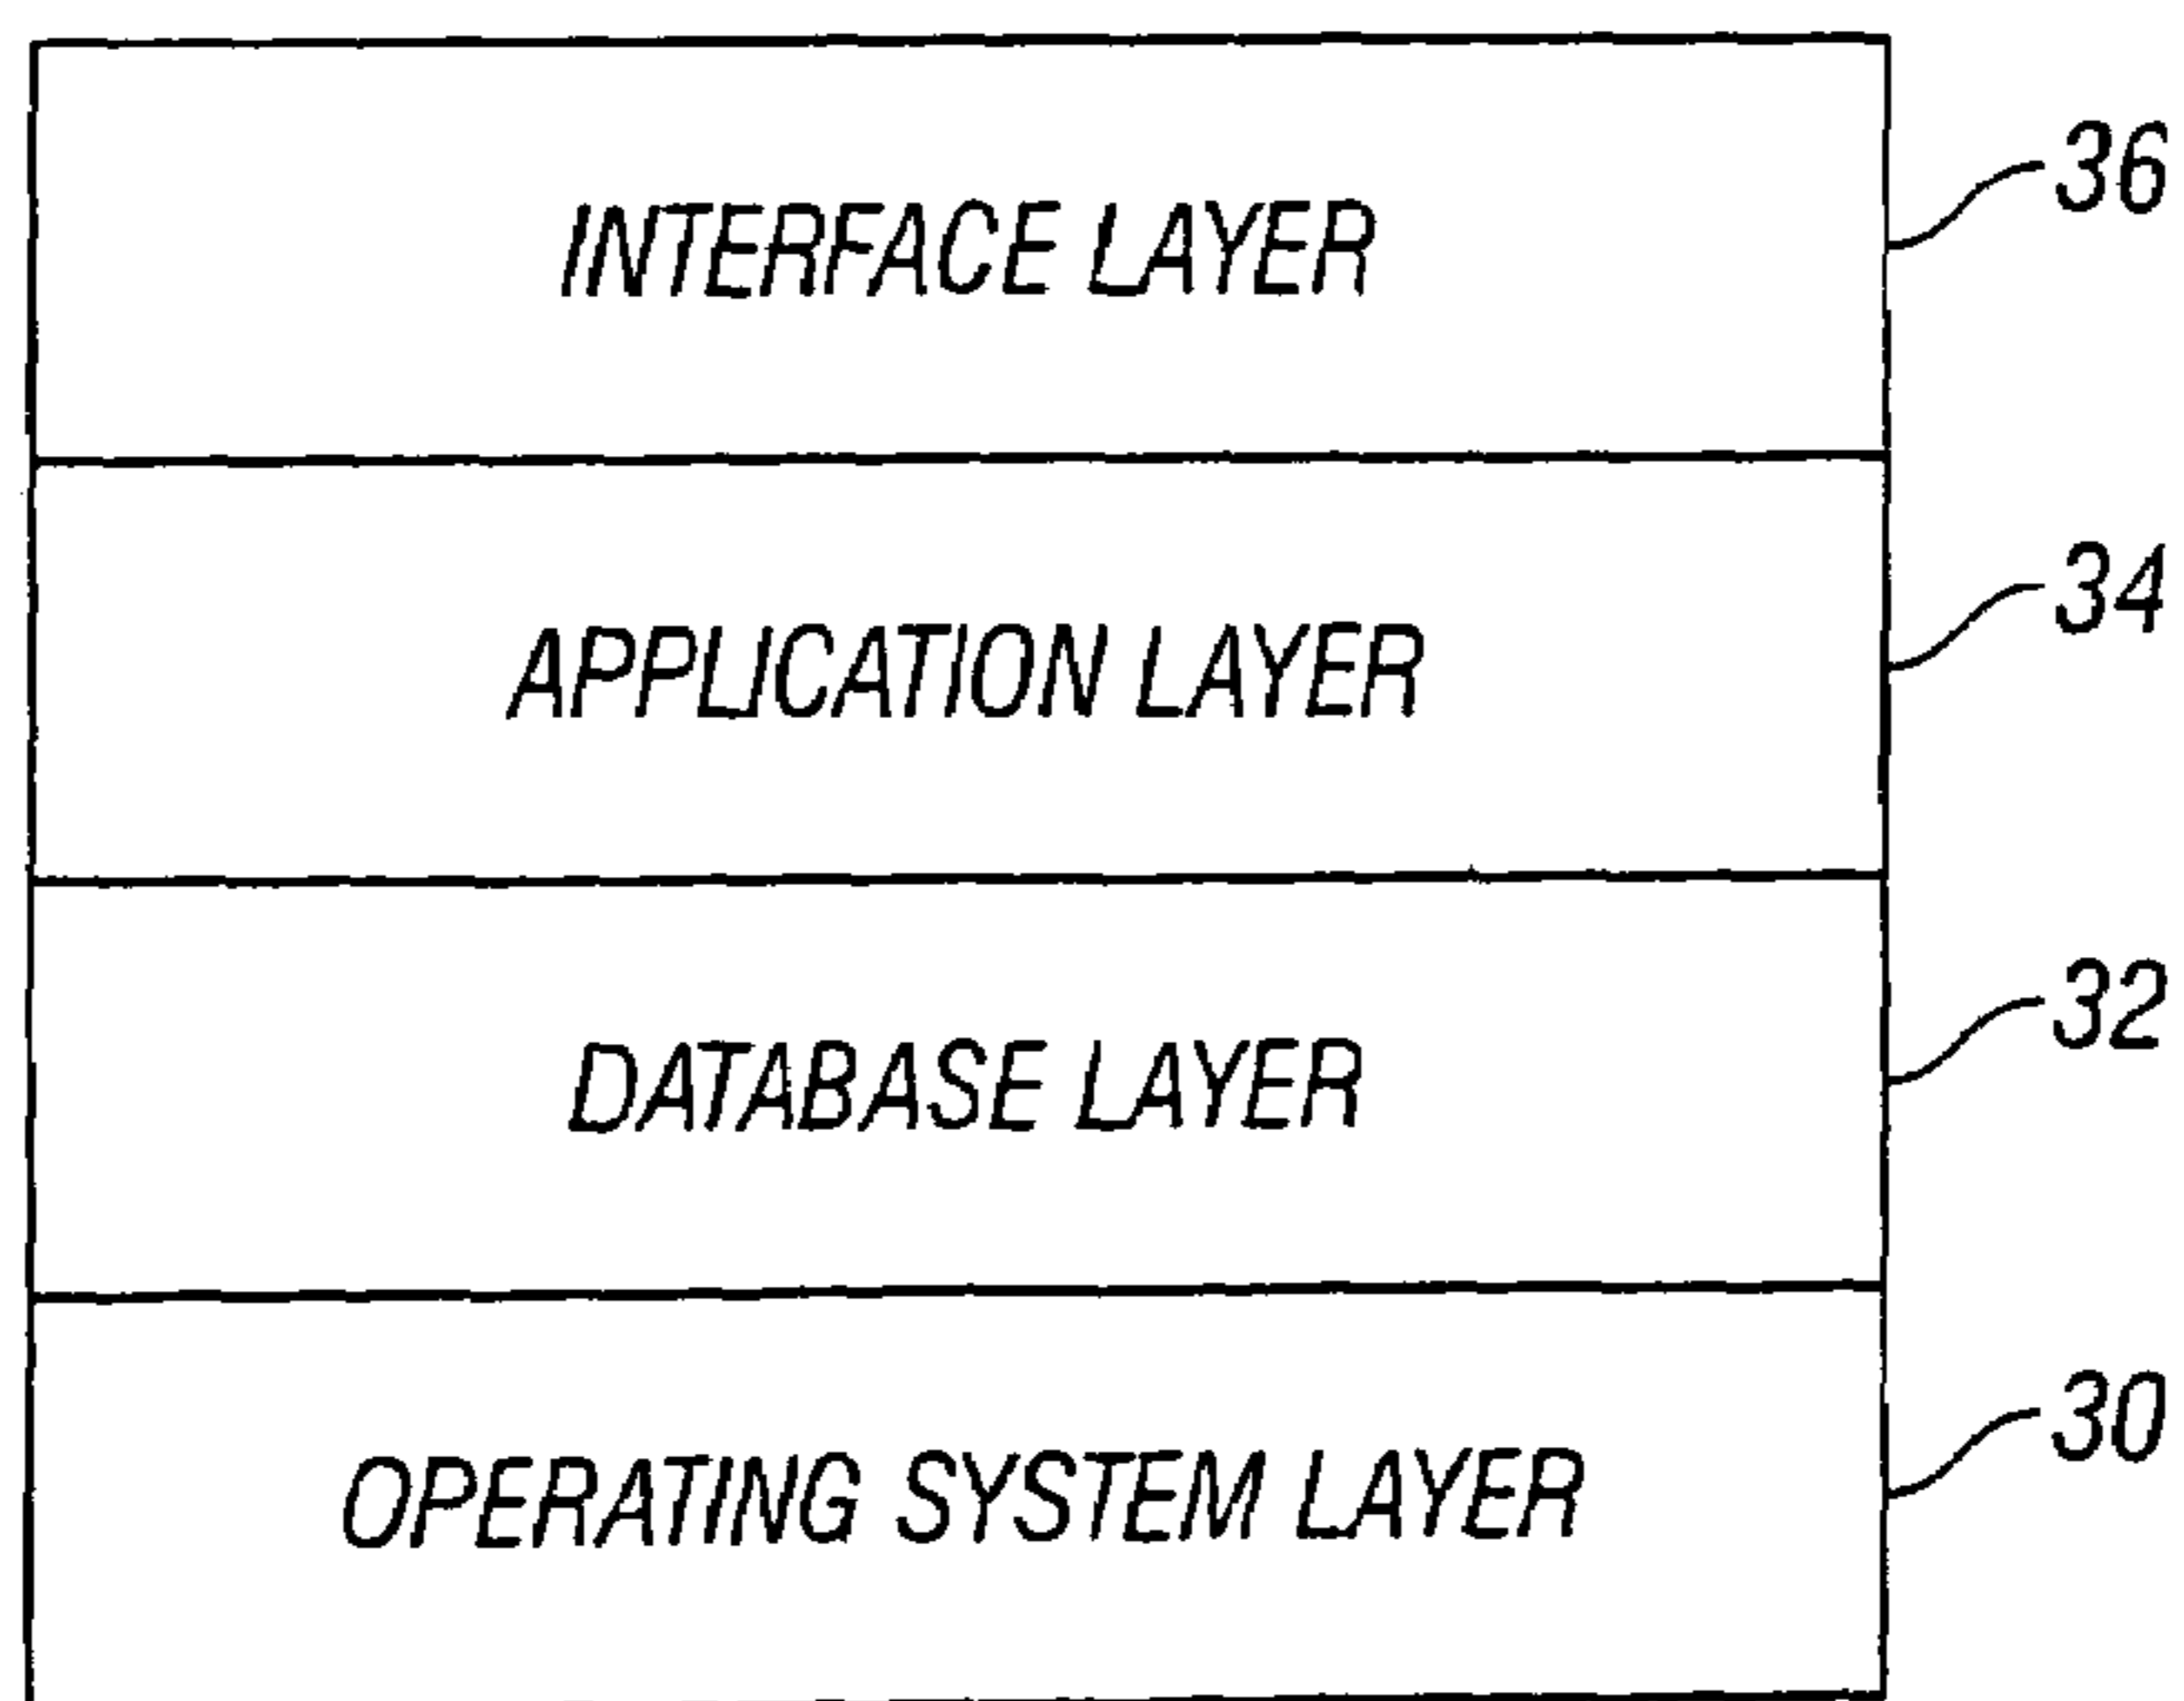 INTERFACE LAYER
36
APPLICATION LAYER
34
DATABASE LAYER
32
OPERATING SYSTEM LAYER
30